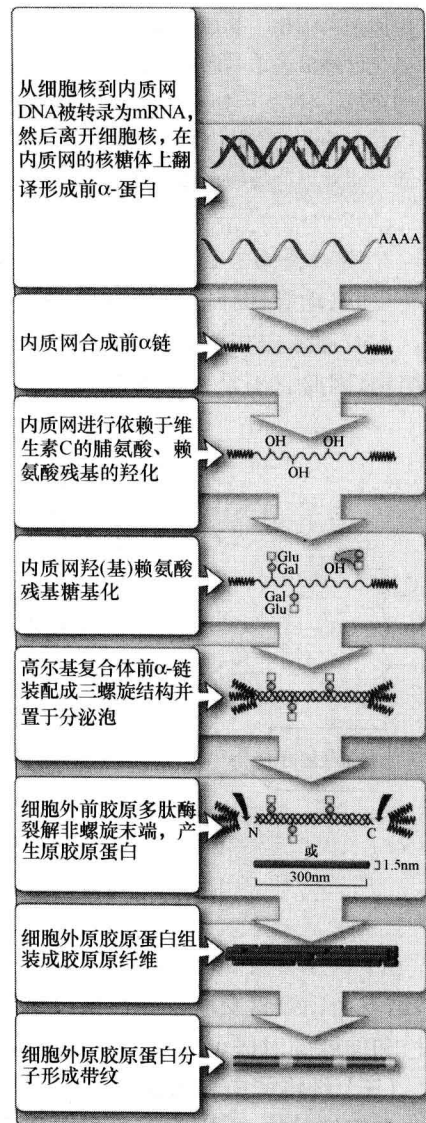 从细胞核到内质网
DNA被转录为mRNA，
然后离开细胞核，在
内质网的核糖体上翻
译形成前α-蛋白
AAAA
内质网合成前α链
内质网进行依赖于维
生素C的脯氨酸、赖
氨酸残基的羟化
OH
OH
OH
内质网羟(基)赖氨酸
残基糖基化
Glu
Gal
OH
Gal
Glu
高尔基复合体前α-链
装配成三螺旋结构并
置于分泌泡
细胞外前胶原多肽酶
裂解非螺旋末端，产
生原胶原蛋白
N
C
或
1.5nm
300nm
细胞外原胶原蛋白组
装成胶原原纤维
细胞外原胶原蛋白分
子形成带纹